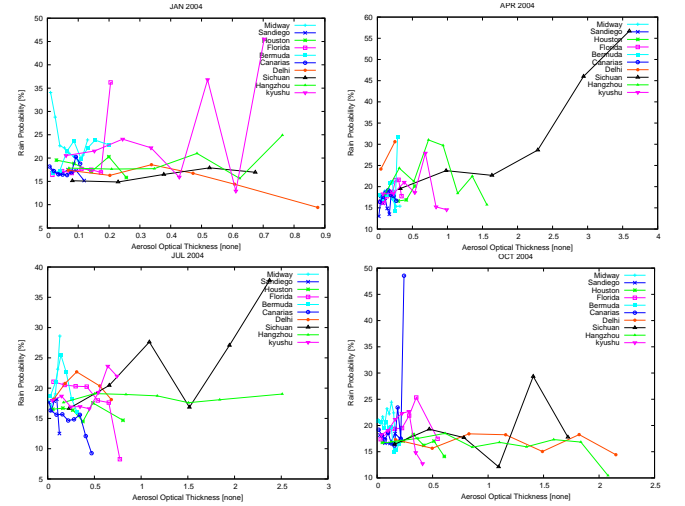 JAN 2004
50
45
40
35
30
25
20
15
10
5
Rain Probability [%]
0 0.1 0.2 0.3 0.4 0.5 0.6 0.7 0.8 0.9
Aerosol Optical Thickness [none]
Midway
Sandiego
Houston
Florida
Bermuda
Canarias
Delhi
Sichuan
Hangzhou
kyushu
APR 2004
60
55
50
45
40
35
30
25
20
15
10
Rain Probability [%]
0 0.5 1 1.5 2 2.5 3 3.5 4
Aerosol Optical Thickness [none]
Midway
Sandiego
Houston
Florida
Bermuda
Canarias
Delhi
Sichuan
Hangzhou
kyushu
JUL 2004
40
35
30
25
20
15
10
5
Rain Probability [%]
0 0.5 1 1.5 2 2.5 3
Aerosol Optical Thickness [none]
Midway
Sandiego
Houston
Florida
Bermuda
Canarias
Delhi
Sichuan
Hangzhou
kyushu
OCT 2004
50
45
40
35
30
25
20
15
10
Rain Probability [%]
0 0.5 1 1.5 2 2.5
Aerosol Optical Thickness [none]
Midway
Sandiego
Houston
Florida
Bermuda
Canarias
Delhi
Sichuan
Hangzhou
kyushu